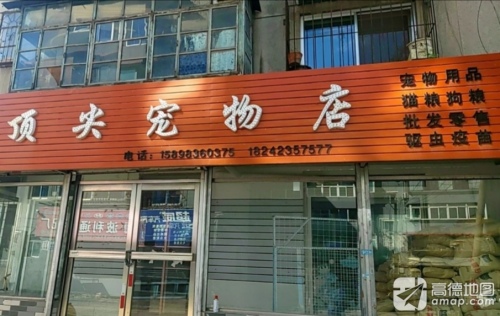 顶尖宠物店
电话:15898360375 18242357577
宠物用品
猫粮狗粮
批发零售
驱虫疫苗
高德地图
amap.com